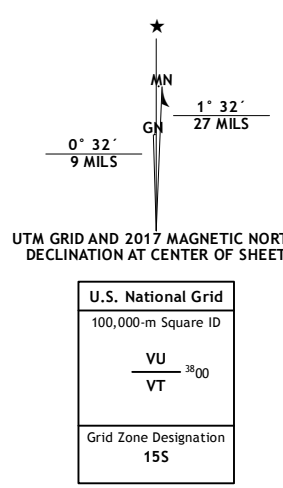 ★
MN
1° 32´
27 MILS
GN
0° 32´
9 MILS
UTM GRID AND 2017 MAGNETIC NORT
DECLINATION AT CENTER OF SHEET
U.S. National Grid
100,000-m Square ID
VU
3800
VT
Grid Zone Designation
15S